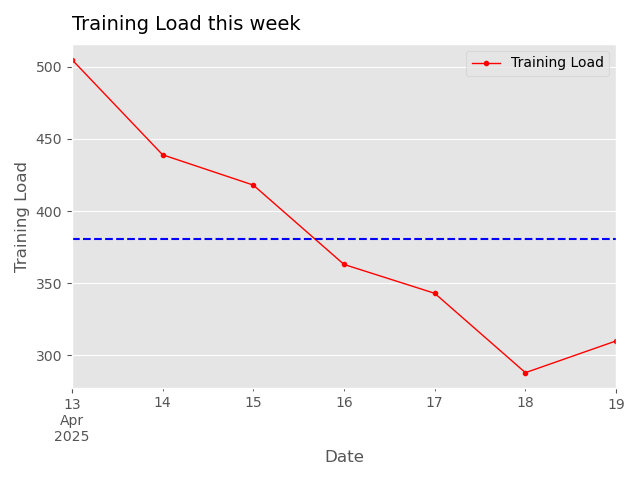 Training Load this week
Training Load
500
450
400
350
300
Training Load
13 14 15 16 17 18 19
Apr
2025
Date